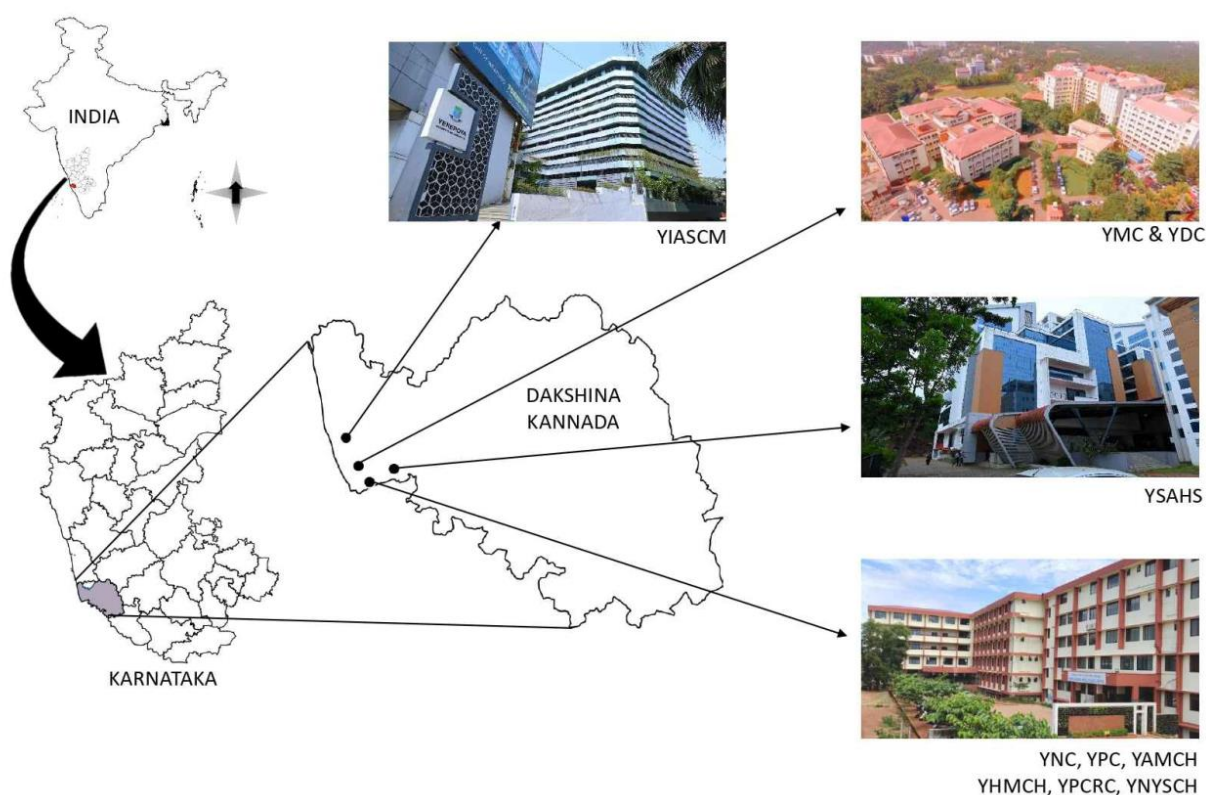 INDIA
YENEPOYA
YIASCM
YMC & YDC
DAKSHINA
KANNADA
YSAHS
KARNATAKA
YNC, YPC, YAMCH
YHMCH, YPCRC, YNYSCH